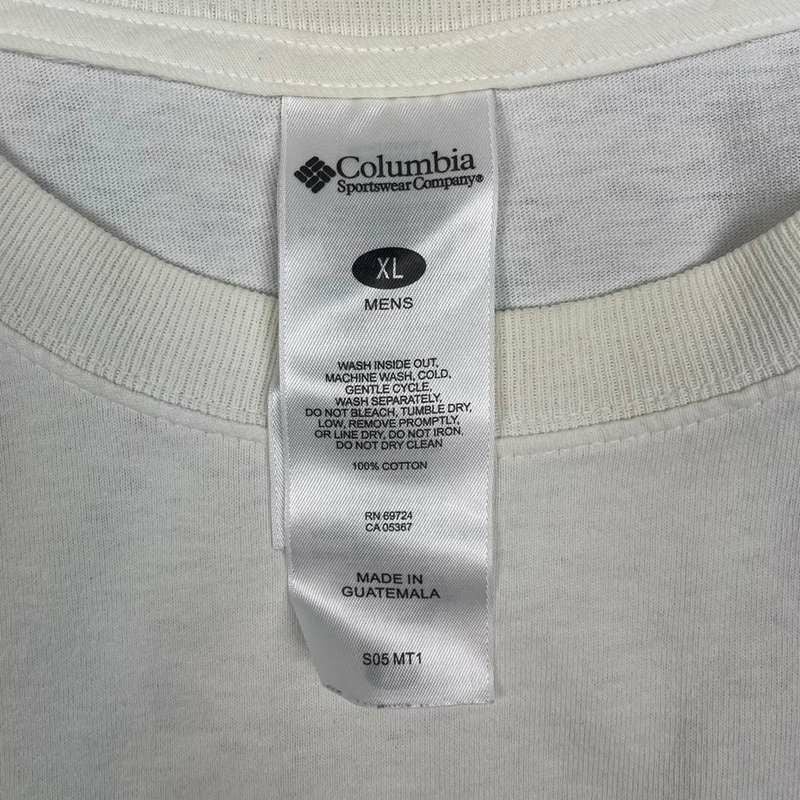 Columbia
Sportswear Company®
XL
MENS
WASH INSIDE OUT,
MACHINE WASH, COLD,
GENTLE CYCLE,
WASH SEPARATELY,
DO NOT BLEACH, TUMBLE DRY,
LOW, REMOVE PROMPTLY,
OR LINE DRY, DO NOT IRON.
DO NOT DRY CLEAN
100% COTTON
RN 69724
CA 05367
MADE IN
GUATEMALA
S05 MT1